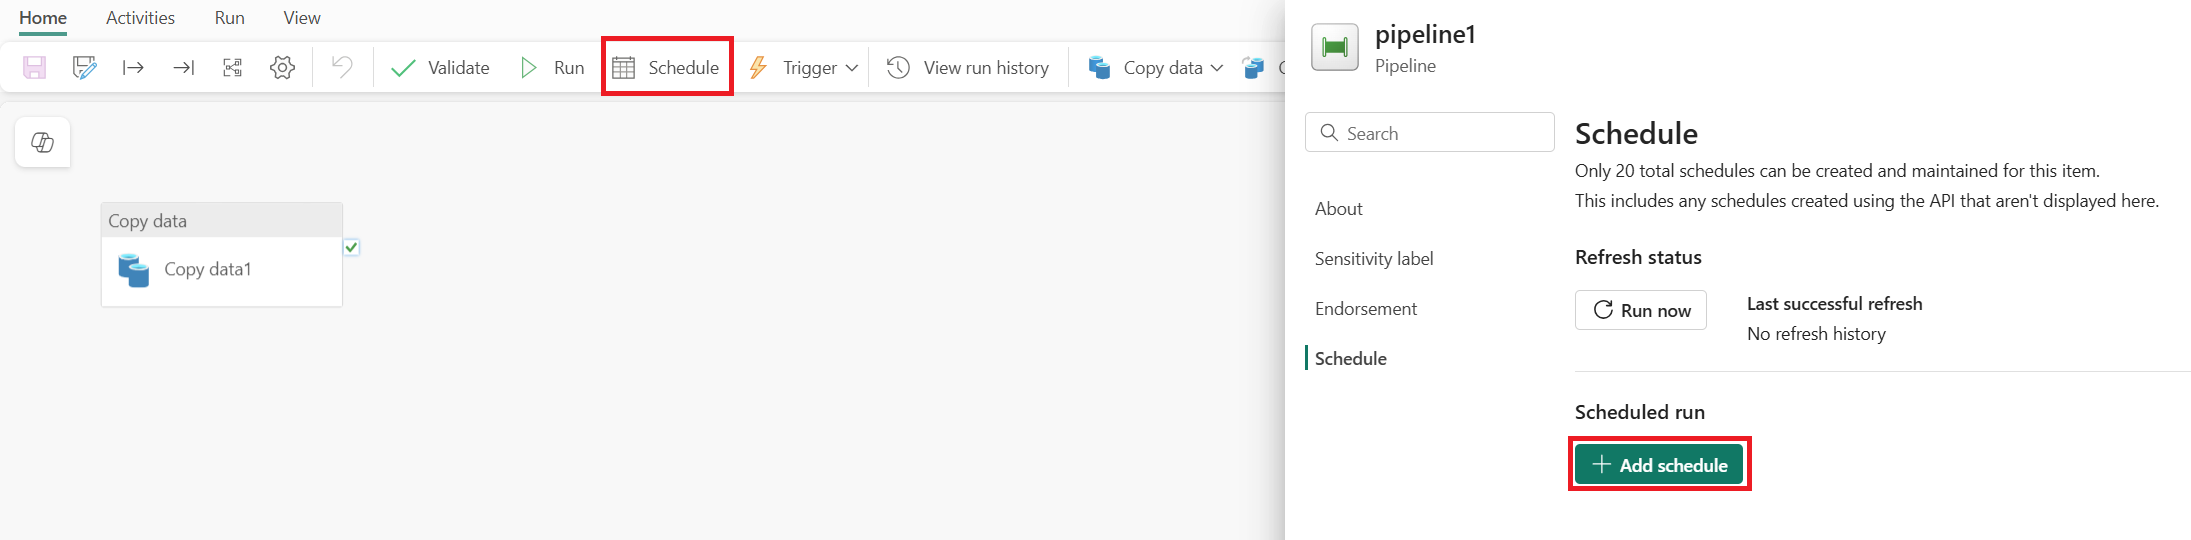 Home Activities Run View
Validate Run Schedule Trigger View run history Copy data
Copy data
Copy data1
pipeline1
Pipeline
Search
About
Sensitivity label
Endorsement
Schedule
Schedule
Only 20 total schedules can be created and maintained for this item.
This includes any schedules created using the API that aren't displayed here.
Refresh status
Run now
Last successful refresh
No refresh history
Scheduled run
Add schedule